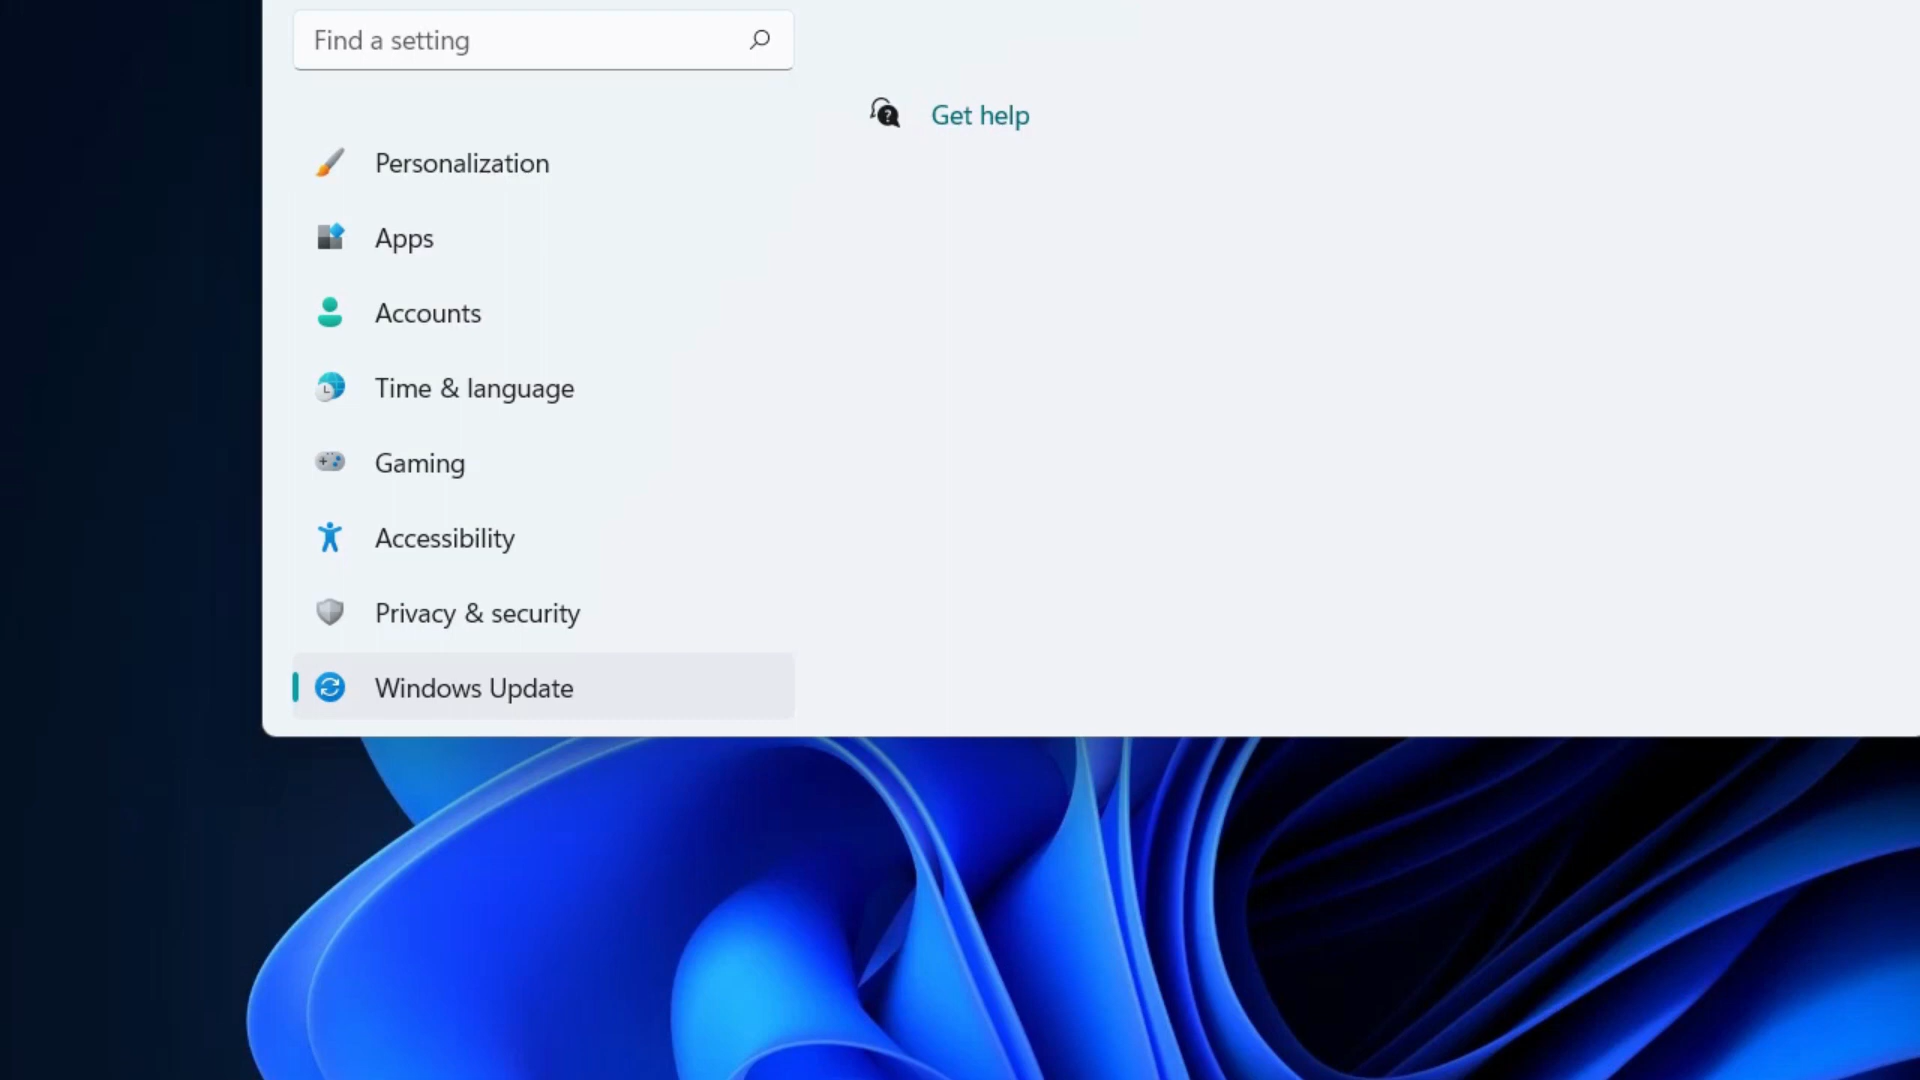 Find a setting
Get help
Personalization
Apps
Accounts
Time & language
Gaming
Accessibility
Privacy & security
Windows Update